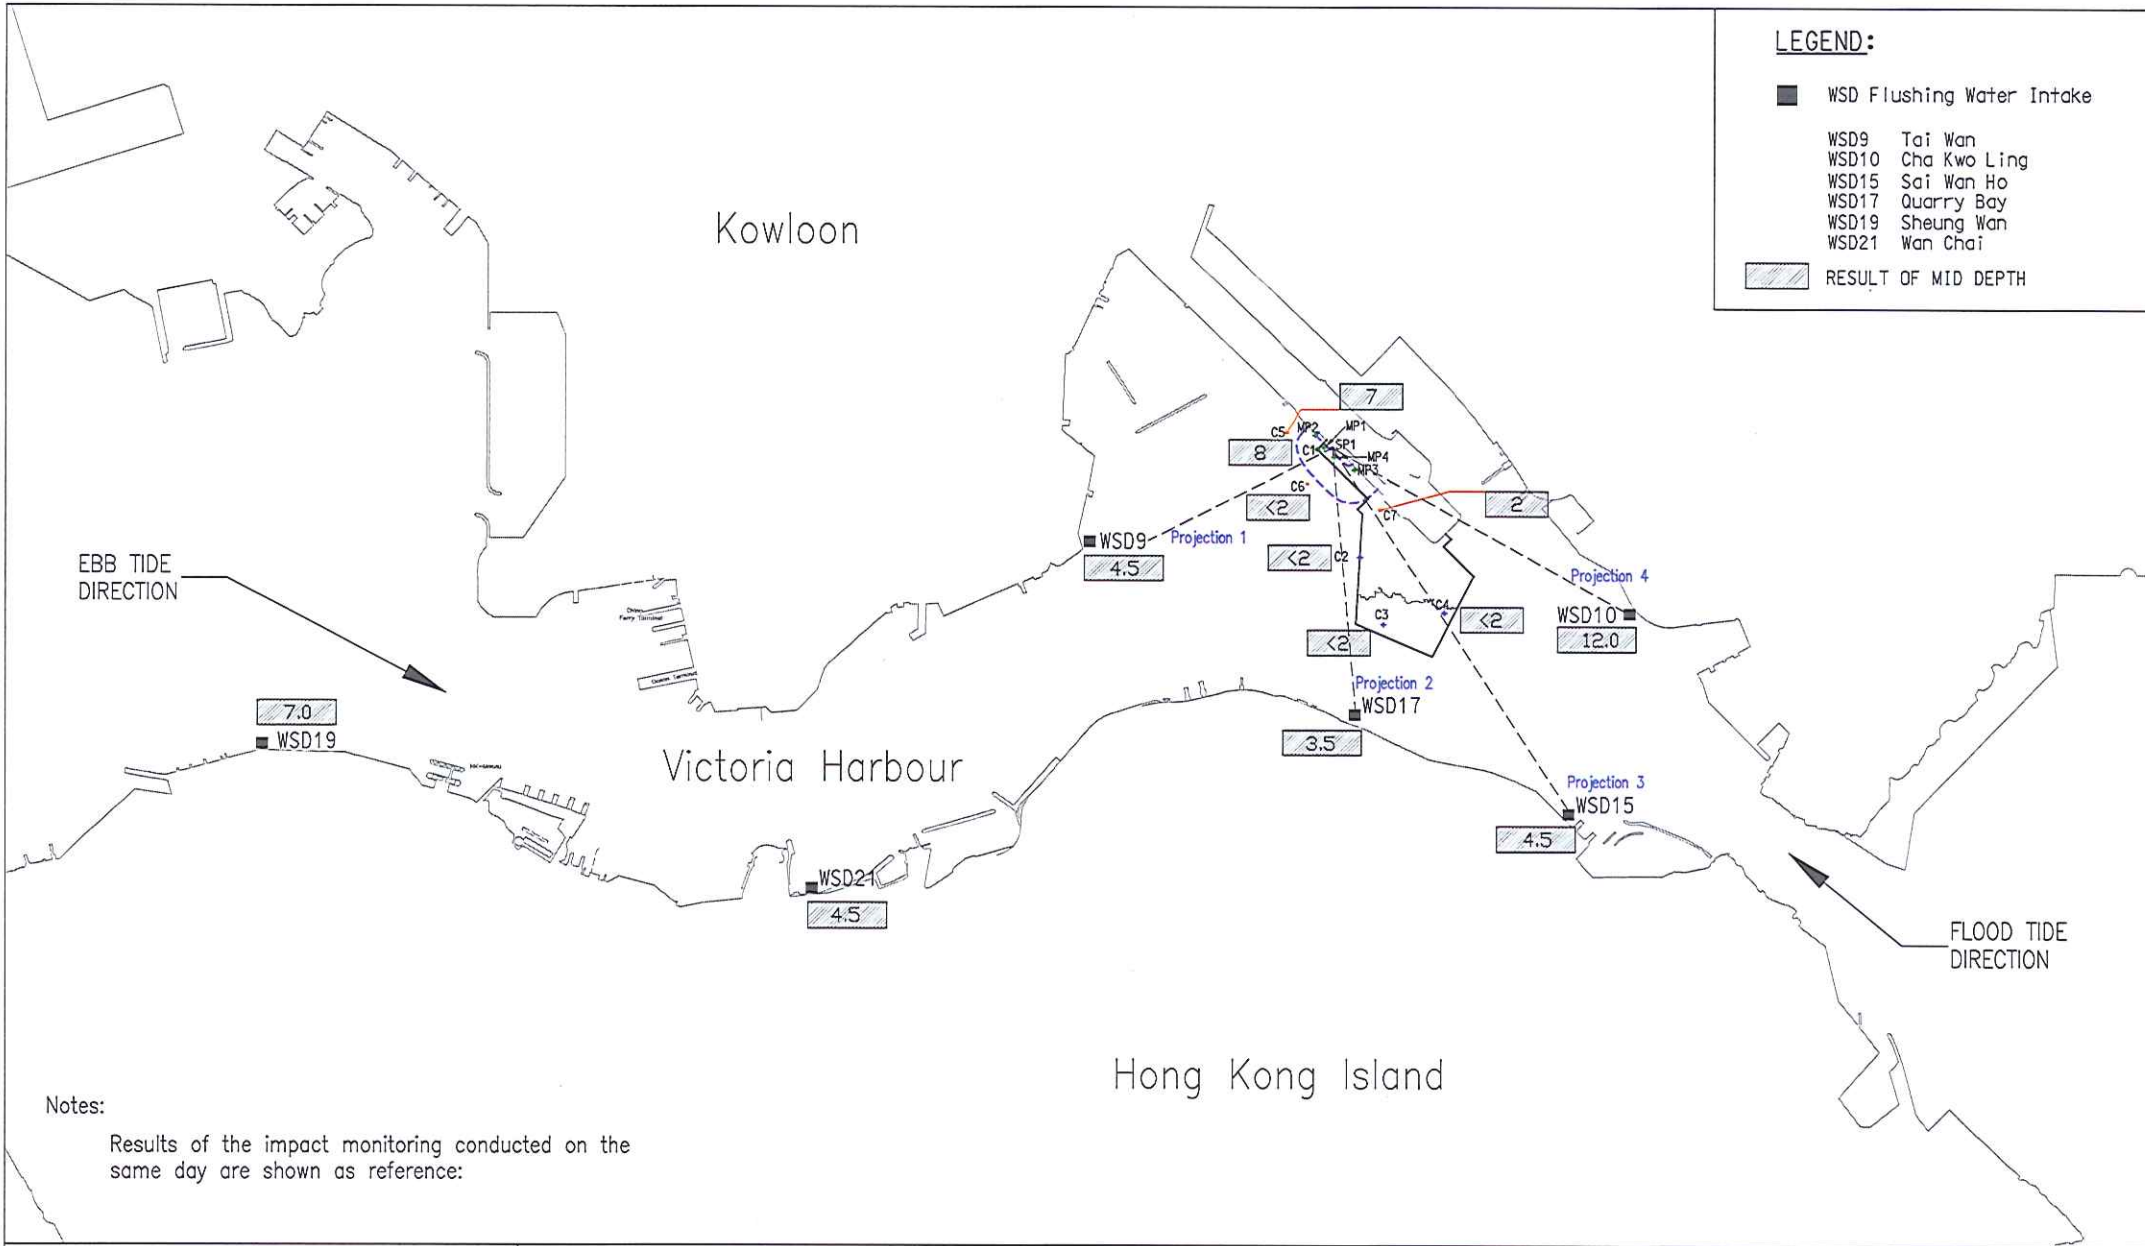 LEGEND:
WSD Flushing Water Intake
WSD9 Tai Wan
WSD10 Cha Kwo Ling
WSD15 Sai Wan Ho
WSD17 Quarry Bay
WSD19 Sheung Wan
WSD21 Wan Chai
RESULT OF MID DEPTH
Kowloon
7
C5
MP2
MP1
8
C1
SP1
MP4
MP3
C6
<2
C7
2
WSD9
Projection 1
4.5
<2
C2
EBB TIDE
DIRECTION
Projection 4
Ferry Terminal
C3
C4
<2
WSD10
12.0
<2
Ocean Terminal
Projection 2
WSD17
7.0
WSD19
3.5
Victoria Harbour
Projection 3
WSD15
4.5
WSD21
4.5
FLOOD TIDE
DIRECTION
Hong Kong Island
Notes:
Results of the impact monitoring conducted on the
same day are shown as reference: